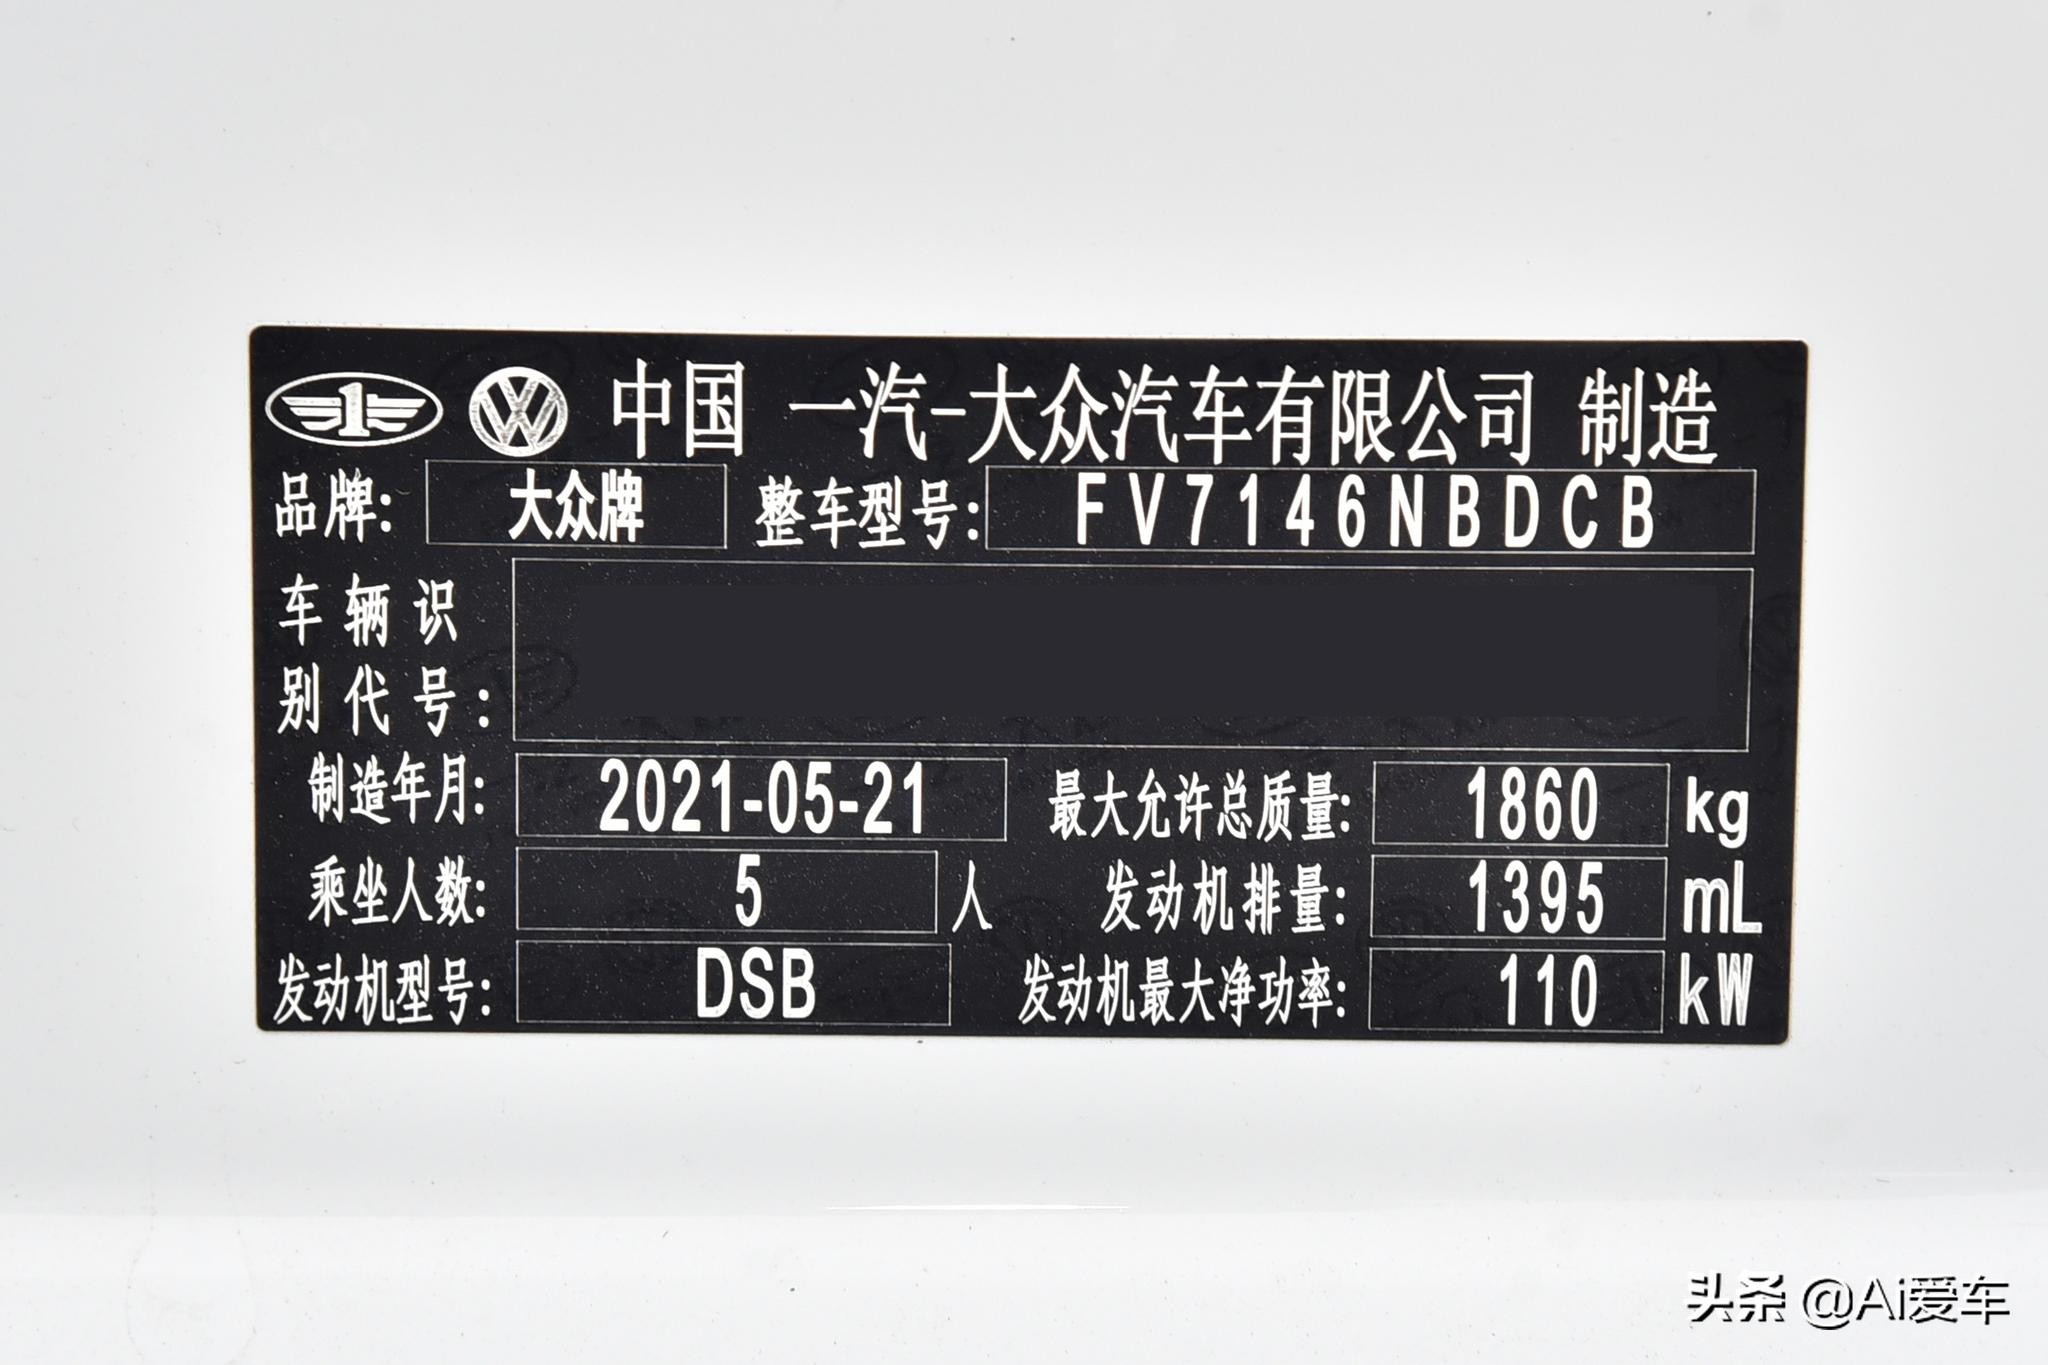 中国 一汽-大众汽车有限公司 制造
品牌: 大众牌 整车型号: FV7146NBDCB
车辆识
别代号:
制造年月: 2021-05-21 最大允许总质量: 1860 kg
乘坐人数: 5 人 发动机排量: 1395 mL
发动机型号: DSB 发动机最大净功率: 110 kW
头条 @Ai爱车